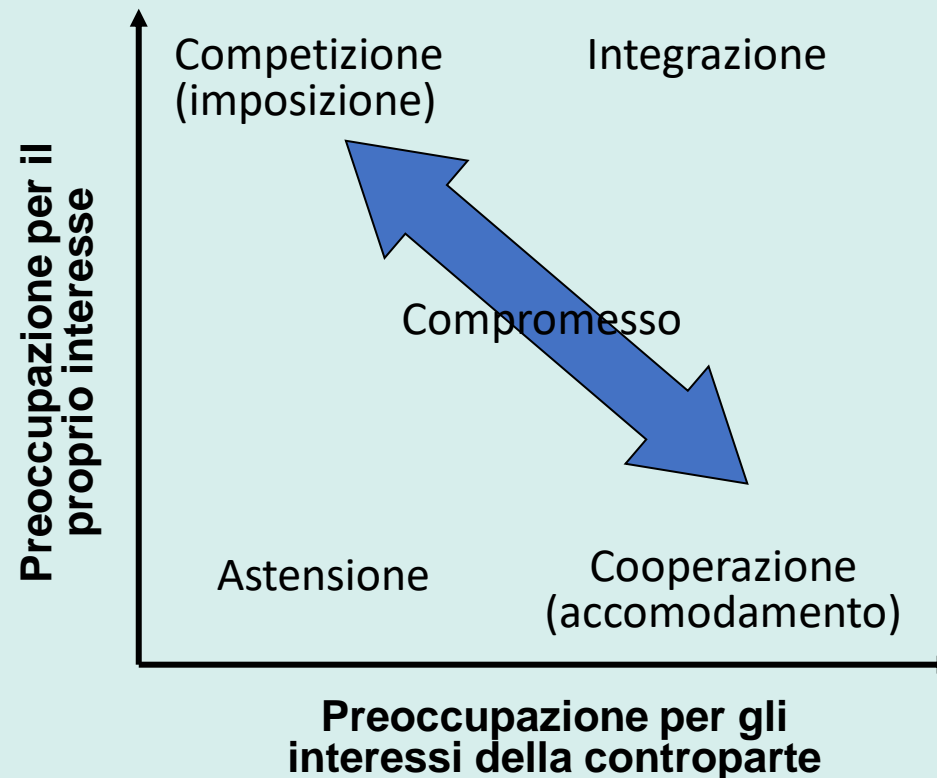 Competizione
(imposizione)
Integrazione
Preoccupazione per il
proprio interesse
Compromesso
Astensione
Cooperazione
(accomodamento)
Preoccupazione per gli
interessi della controparte